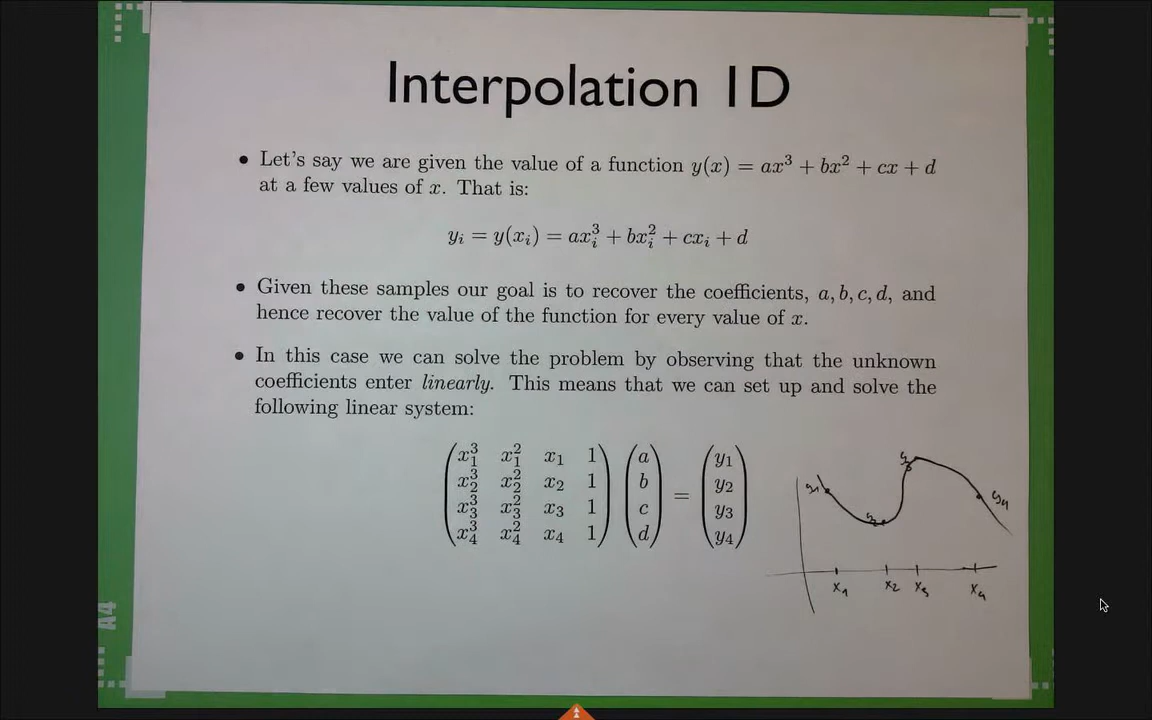 Interpolation 1D
• Let's say we are given the value of a function y(x) = ax³ + bx² + cx + d
at a few values of x. That is:
yᵢ = y(xᵢ) = axᵢ³ + bxᵢ² + cxᵢ + d
• Given these samples our goal is to recover the coefficients, a, b, c, d, and
hence recover the value of the function for every value of x.
• In this case we can solve the problem by observing that the unknown
coefficients enter linearly. This means that we can set up and solve the
following linear system:
x₁³ x₁² x₁ 1 a y₁
x₂³ x₂² x₂ 1 b y₂
x₃³ x₃² x₃ 1 c = y₃
x₄³ x₄² x₄ 1 d y₄
y₁ y₄
x₁ x₂ x₃ x₄
A4